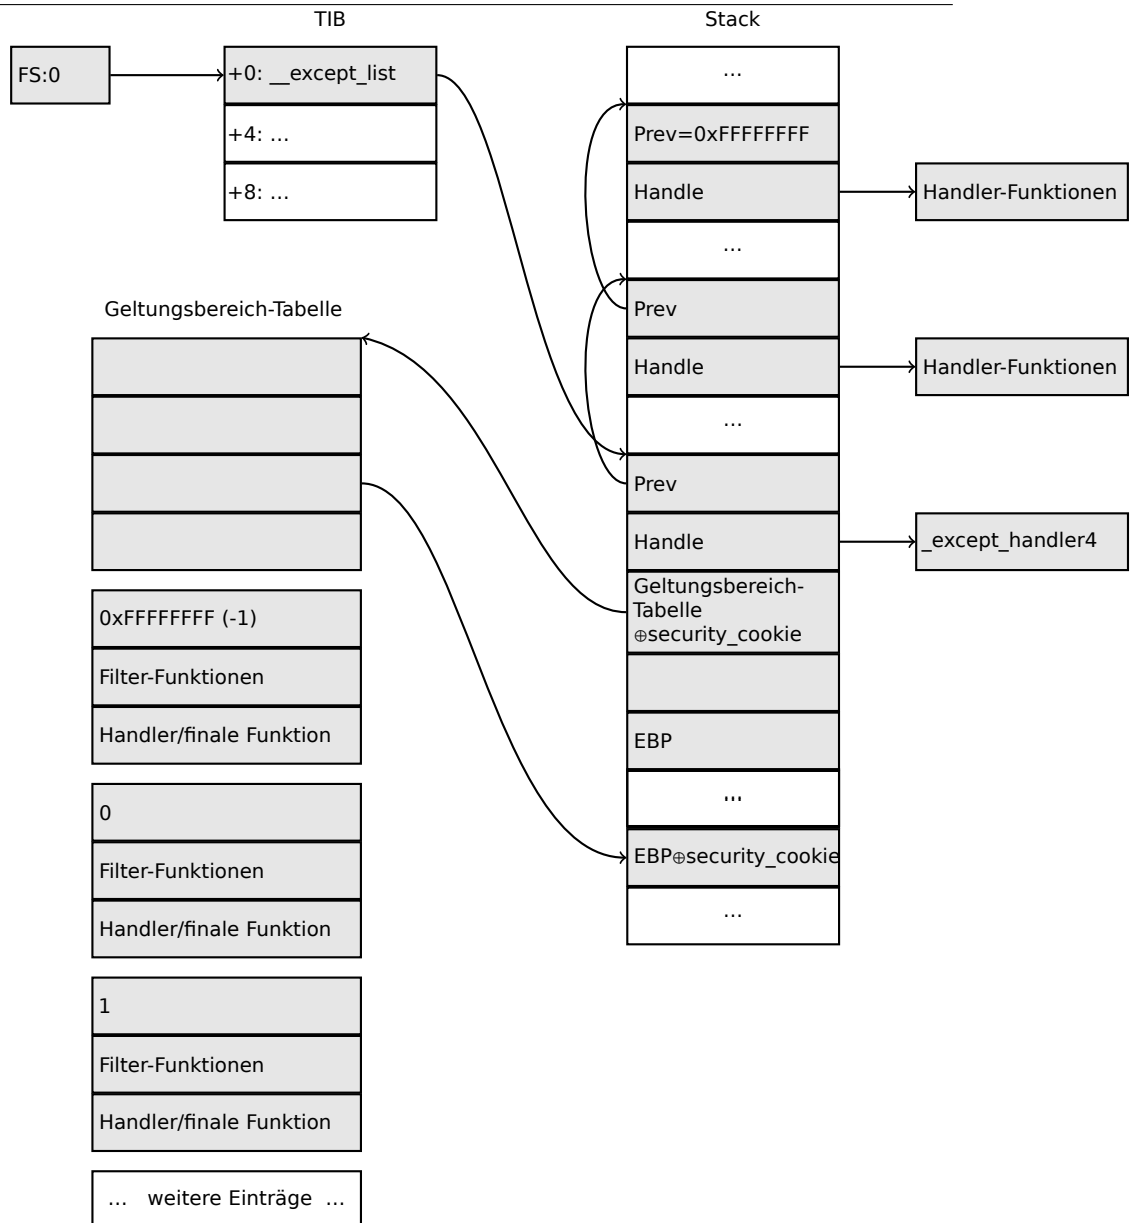 TIB
Stack
FS:0
+0: __except_list
+4: ...
+8: ...
...
Prev=0xFFFFFFFF
Handle
Handler-Funktionen
...
Prev
Handle
Handler-Funktionen
...
Prev
Handle
_except_handler4
Geltungsbereich-
Tabelle
⊕security_cookie
EBP
...
EBP⊕security_cookie
...
Geltungsbereich-Tabelle
0xFFFFFFFF (-1)
Filter-Funktionen
Handler/finale Funktion
0
Filter-Funktionen
Handler/finale Funktion
1
Filter-Funktionen
Handler/finale Funktion
... weitere Einträge ...